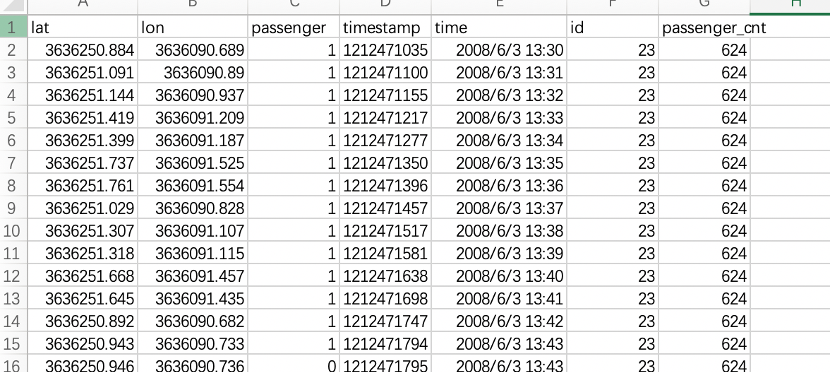 A B C D E F G H
1 lat lon passenger timestamp time id passenger_cnt
2 3636250.884 3636090.689 1 1212471035 2008/6/3 13:30 23 624
3 3636251.091 3636090.89 1 1212471100 2008/6/3 13:31 23 624
4 3636251.144 3636090.937 1 1212471155 2008/6/3 13:32 23 624
5 3636251.419 3636091.209 1 1212471217 2008/6/3 13:33 23 624
6 3636251.399 3636091.187 1 1212471277 2008/6/3 13:34 23 624
7 3636251.737 3636091.525 1 1212471350 2008/6/3 13:35 23 624
8 3636251.761 3636091.554 1 1212471396 2008/6/3 13:36 23 624
9 3636251.029 3636090.828 1 1212471457 2008/6/3 13:37 23 624
10 3636251.307 3636091.107 1 1212471517 2008/6/3 13:38 23 624
11 3636251.318 3636091.115 1 1212471581 2008/6/3 13:39 23 624
12 3636251.668 3636091.457 1 1212471638 2008/6/3 13:40 23 624
13 3636251.645 3636091.435 1 1212471698 2008/6/3 13:41 23 624
14 3636250.892 3636090.682 1 1212471747 2008/6/3 13:42 23 624
15 3636250.943 3636090.733 1 1212471794 2008/6/3 13:43 23 624
16 3636250.946 3636090.736 0 1212471795 2008/6/3 13:43 23 624